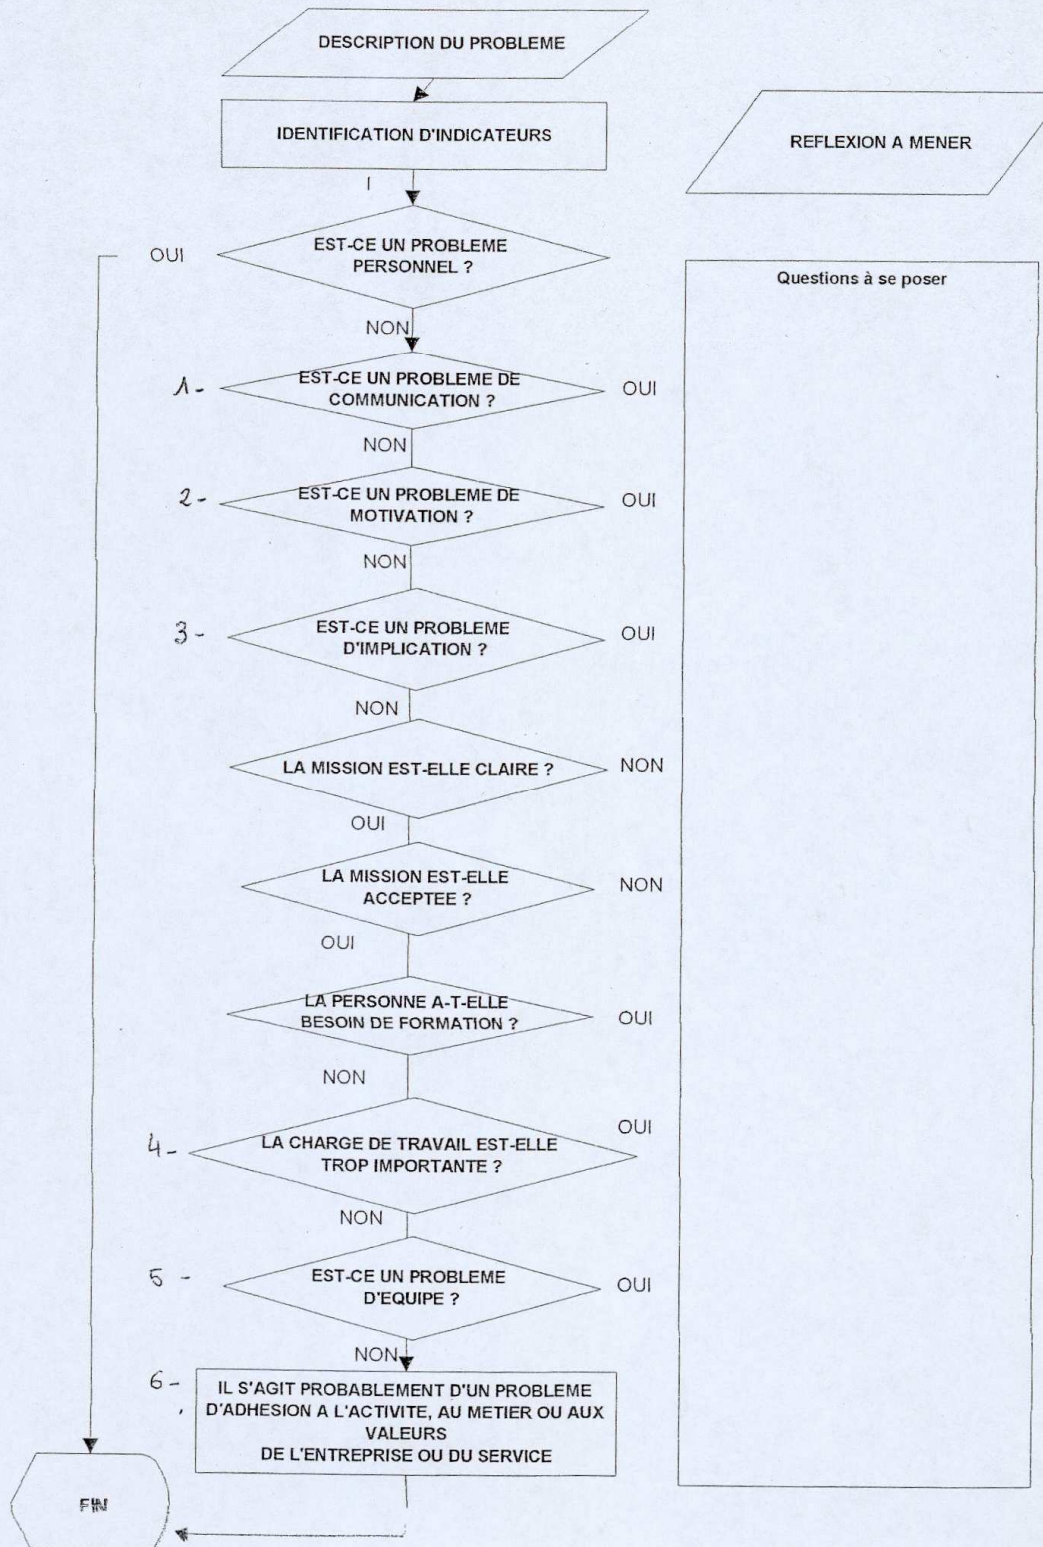 DESCRIPTION DU PROBLEME
IDENTIFICATION D'INDICATEURS
REFLEXION A MENER
EST-CE UN PROBLEME
PERSONNEL ?
OUI
NON
Questions à se poser
1-
EST-CE UN PROBLEME DE
COMMUNICATION ?
OUI
NON
2-
EST-CE UN PROBLEME DE
MOTIVATION ?
OUI
NON
3-
EST-CE UN PROBLEME
D'IMPLICATION ?
OUI
NON
LA MISSION EST-ELLE CLAIRE ?
NON
OUI
LA MISSION EST-ELLE
ACCEPTEE ?
NON
OUI
LA PERSONNE A-T-ELLE
BESOIN DE FORMATION ?
OUI
NON
4-
LA CHARGE DE TRAVAIL EST-ELLE
TROP IMPORTANTE ?
OUI
NON
5-
EST-CE UN PROBLEME
D'EQUIPE ?
OUI
NON
6-
IL S'AGIT PROBABLEMENT D'UN PROBLEME
D'ADHESION A L'ACTIVITE, AU METIER OU AUX
VALEURS
DE L'ENTREPRISE OU DU SERVICE
FIN